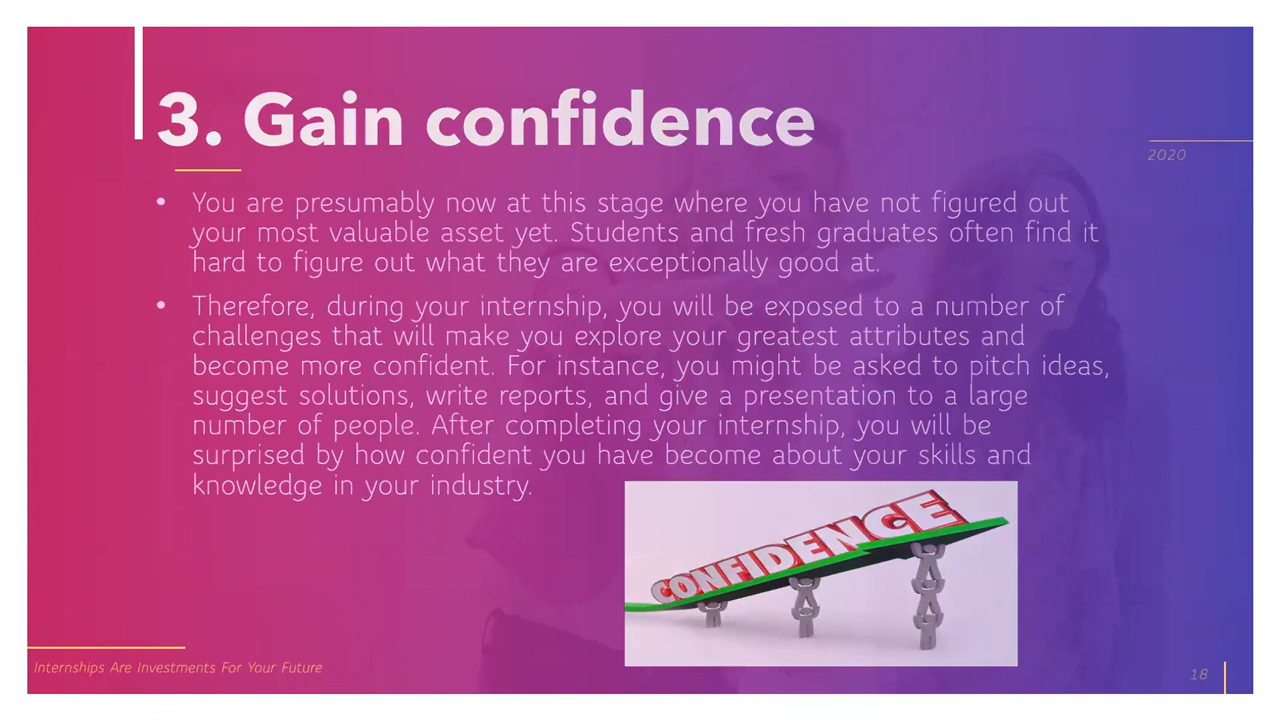 3. Gain confidence
2020
• You are presumably now at this stage where you have not figured out
your most valuable asset yet. Students and fresh graduates often find it
hard to figure out what they are exceptionally good at.
• Therefore, during your internship, you will be exposed to a number of
challenges that will make you explore your greatest attributes and
become more confident. For instance, you might be asked to pitch ideas,
suggest solutions, write reports, and give a presentation to a large
number of people. After completing your internship, you will be
surprised by how confident you have become about your skills and
knowledge in your industry.
CONFIDENCE
Internships Are Investments For Your Future
18